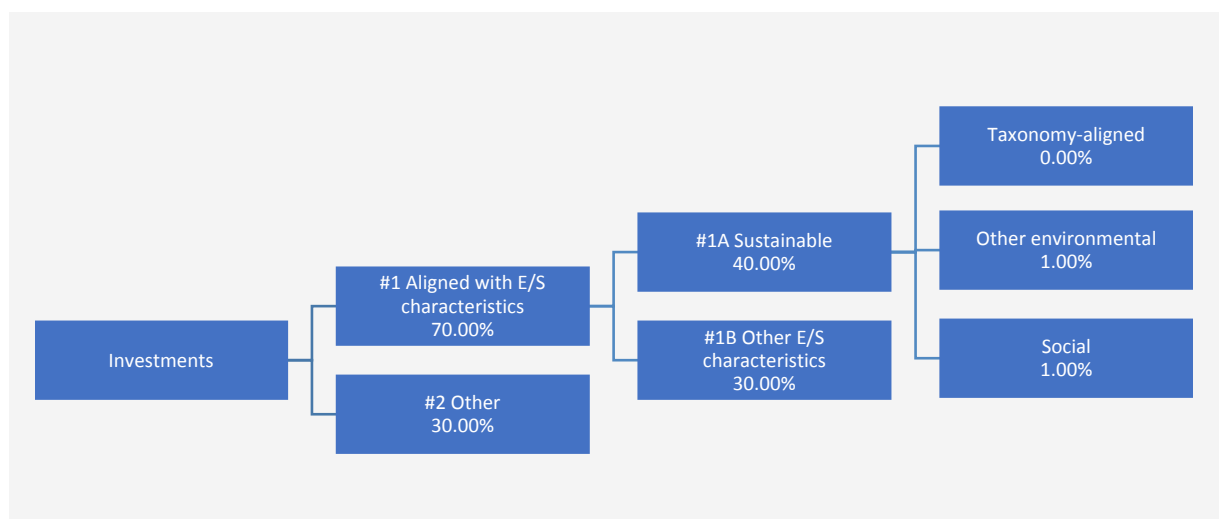 Investments
#1 Aligned with E/S
characteristics
70.00%
#2 Other
30.00%
#1A Sustainable
40.00%
#1B Other E/S
characteristics
30.00%
Taxonomy-aligned
0.00%
Other environmental
1.00%
Social
1.00%